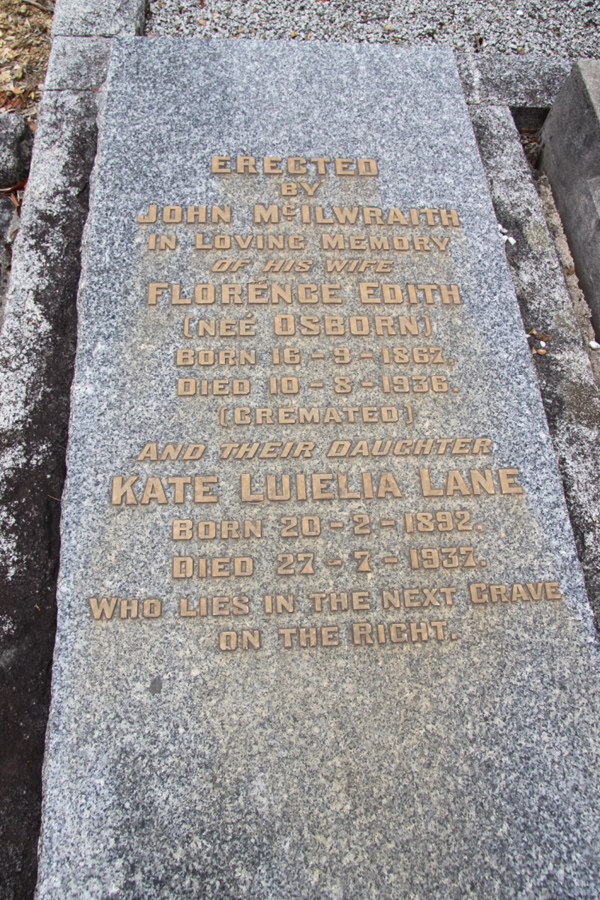 ERECTED
BY
JOHN McILWRAITH
IN LOVING MEMORY
OF HIS WIFE
FLORENCE EDITH
(NEÉ OSBORN)
BORN 16-9-1867.
DIED 10-8-1936.
(CREMATED)
AND THEIR DAUGHTER
KATE LUIELIA LANE
BORN 20-2-1892.
DIED 27-7-1937.
WHO LIES IN THE NEXT GRAVE
ON THE RIGHT.